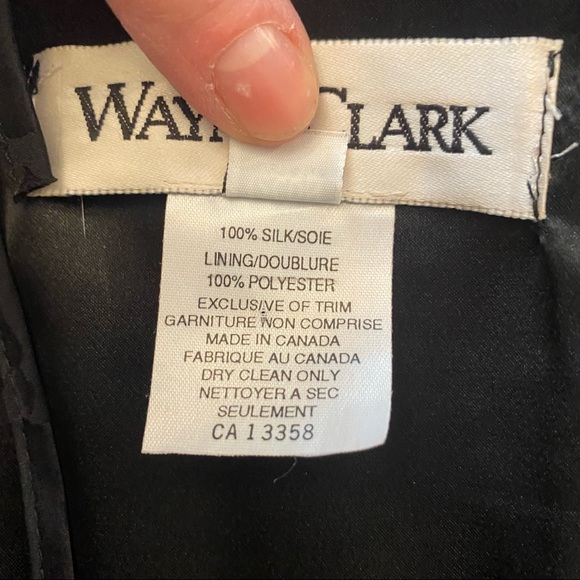 WAY CLARK
100% SILK/SOIE
LINING/DOUBLURE
100% POLYESTER
EXCLUSIVE OF TRIM
GARNITURE NON COMPRISE
MADE IN CANADA
FABRIQUE AU CANADA
DRY CLEAN ONLY
NETTOYER A SEC
SEULEMENT
CA 13358